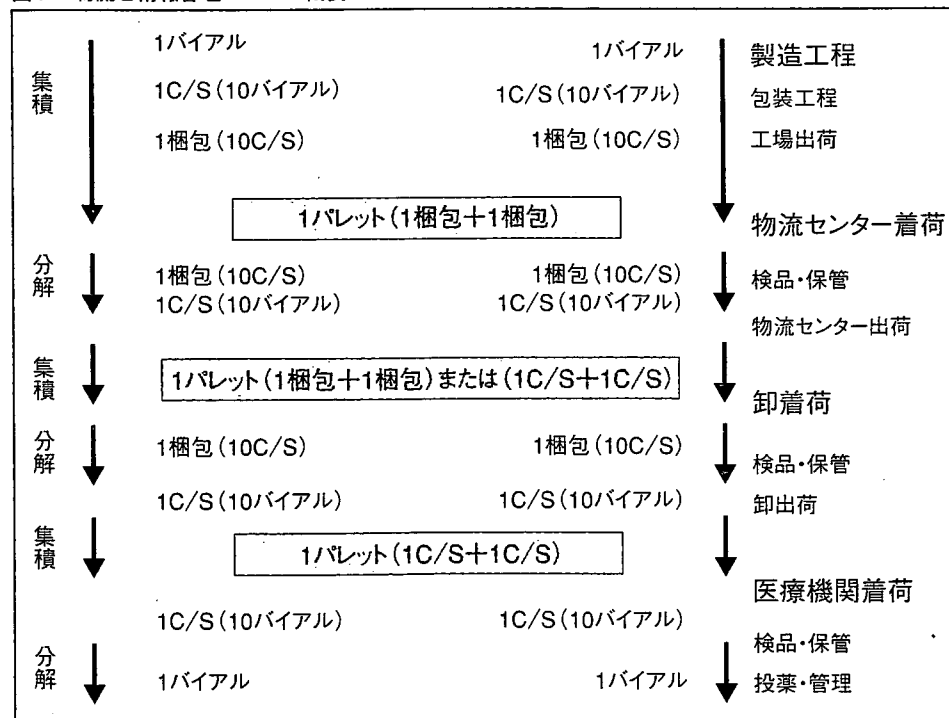 1バイアル 1バイアル 製造工程
集積 1C/S(10バイアル) 1C/S(10バイアル) 包装工程
1梱包(10C/S) 1梱包(10C/S) 工場出荷
1パレット(1梱包+1梱包) 物流センター着荷
分解 1梱包(10C/S) 1梱包(10C/S) 検品・保管
1C/S(10バイアル) 1C/S(10バイアル)
物流センター出荷
集積 1パレット(1梱包+1梱包)または(1C/S+1C/S)
卸着荷
分解 1梱包(10C/S) 1梱包(10C/S) 検品・保管
1C/S(10バイアル) 1C/S(10バイアル) 卸出荷
集積 1パレット(1C/S+1C/S)
医療機関着荷
1C/S(10バイアル) 1C/S(10バイアル)
検品・保管
分解 1バイアル 1バイアル 投薬・管理